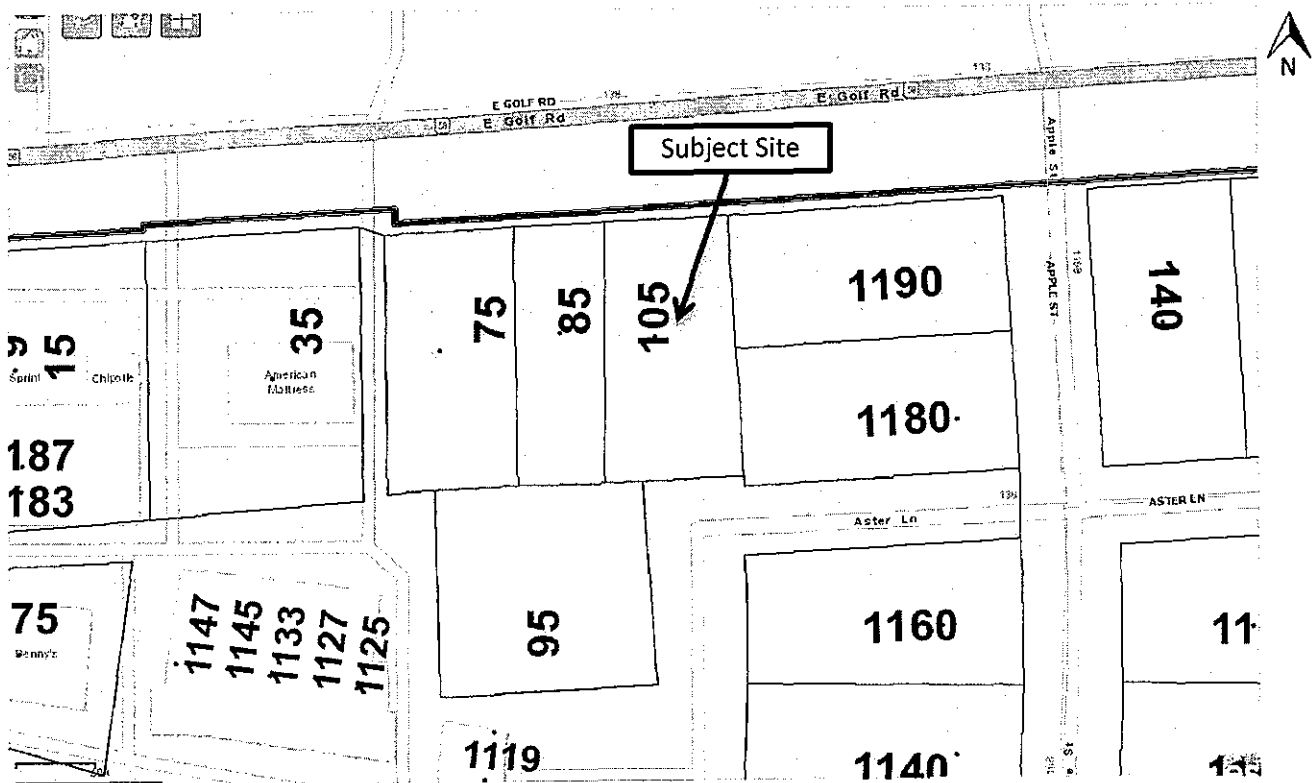 N
E GOLF RD
E Golf Rd
E Golf Rd
58
Subject Site
Apple St
APPLE ST
75
85
105
1190
1180
140
35
American
Mattress
15
Sprint
Chipotle
187
183
Aster Ln
ASTER LN
75
Denny's
1147
1145
1133
1127
1125
95
1160
1119
1140